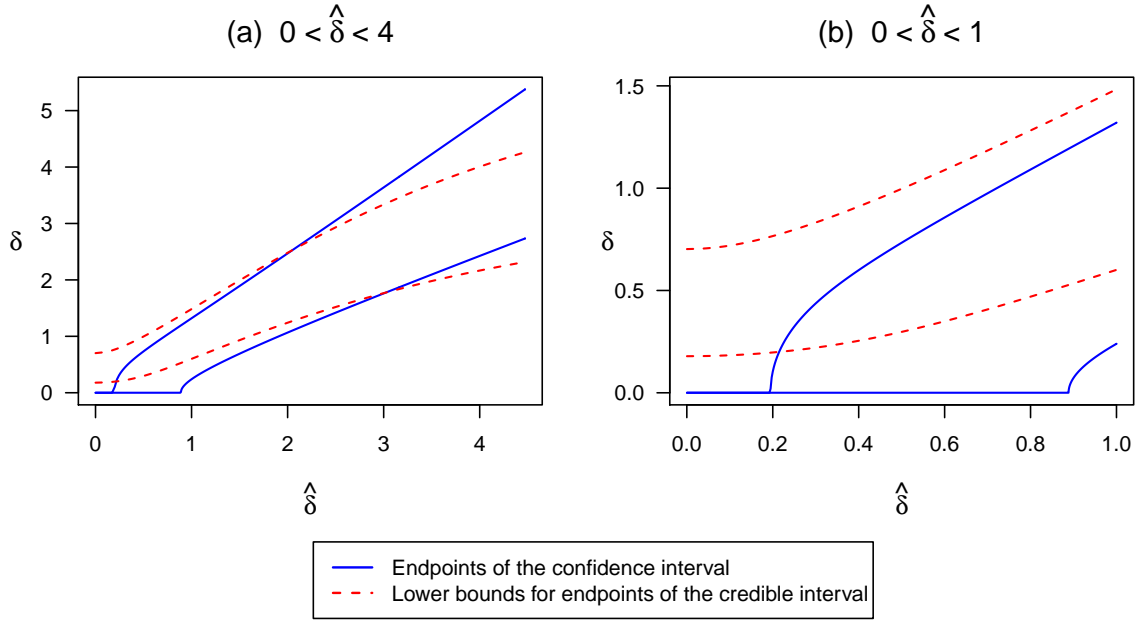 (a) 0 < δ̂ < 4
(b) 0 < δ̂ < 1
5
4
3
2
1
0
δ
0 1 2 3 4
δ̂
1.5
1.0
0.5
0.0
δ
0.0 0.2 0.4 0.6 0.8 1.0
δ̂
Endpoints of the confidence interval
Lower bounds for endpoints of the credible interval